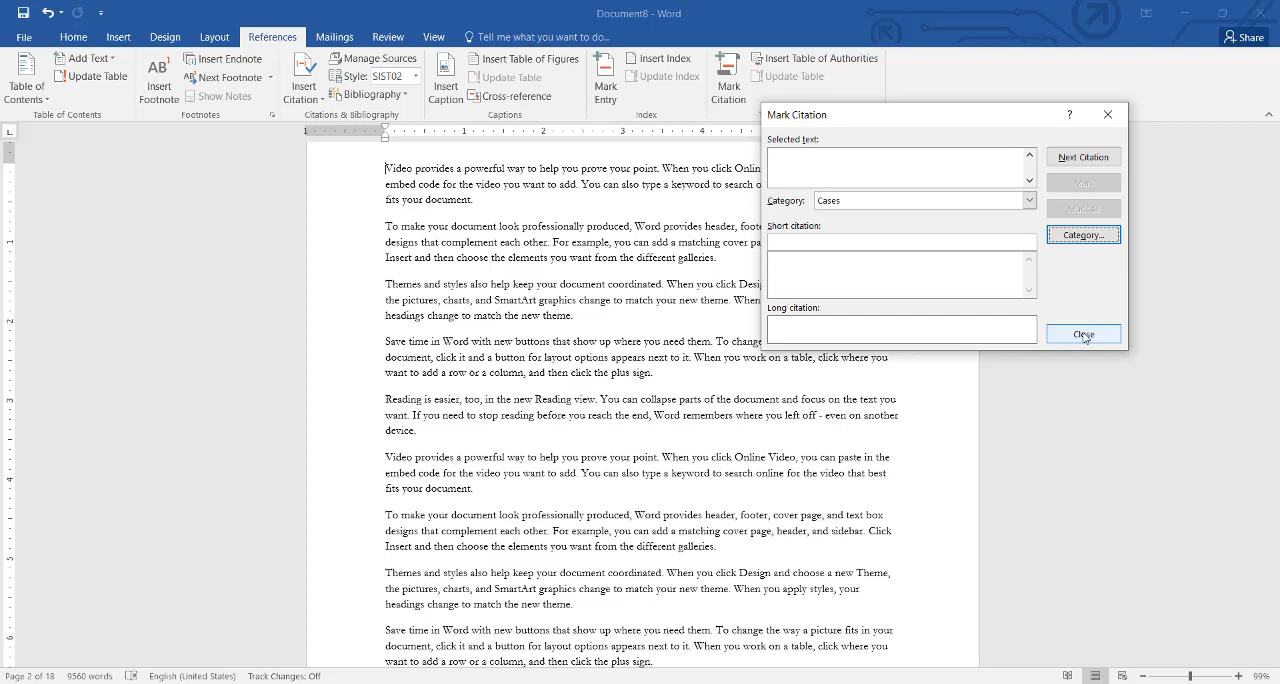 Document8 - Word
File Home Insert Design Layout References Mailings Review View Tell me what you want to do... Share
Table of Contents
Add Text
Update Table
Table of Contents
AB1 Insert Footnote
Insert Endnote
AB1 Next Footnote
Show Notes
Footnotes
Insert Citation
Manage Sources
Style: SIST02
Bibliography
Citations & Bibliography
Insert Caption
Insert Table of Figures
Update Table
Cross-reference
Captions
Mark Entry
Insert Index
Update Index
Index
Mark Citation
Insert Table of Authorities
Update Table
Mark Citation
Selected text:
Next Citation
Mark
Mark All
Category: Cases
Category...
Short citation:
Long citation:
Close
1 1 2 3 4
1
2
3
4
5
6
Video provides a powerful way to help you prove your point. When you click Onlin
embed code for the video you want to add. You can also type a keyword to search o
fits your document.
To make your document look professionally produced, Word provides header, foote
designs that complement each other. For example, you can add a matching cover pa
Insert and then choose the elements you want from the different galleries.
Themes and styles also help keep your document coordinated. When you click Desi
the pictures, charts, and SmartArt graphics change to match your new theme. When
headings change to match the new theme.
Save time in Word with new buttons that show up where you need them. To change
document, click it and a button for layout options appears next to it. When you work on a table, click where you
want to add a row or a column, and then click the plus sign.
Reading is easier, too, in the new Reading view. You can collapse parts of the document and focus on the text you
want. If you need to stop reading before you reach the end, Word remembers where you left off - even on another
device.
Video provides a powerful way to help you prove your point. When you click Online Video, you can paste in the
embed code for the video you want to add. You can also type a keyword to search online for the video that best
fits your document.
To make your document look professionally produced, Word provides header, footer, cover page, and text box
designs that complement each other. For example, you can add a matching cover page, header, and sidebar. Click
Insert and then choose the elements you want from the different galleries.
Themes and styles also help keep your document coordinated. When you click Design and choose a new Theme,
the pictures, charts, and SmartArt graphics change to match your new theme. When you apply styles, your
headings change to match the new theme.
Save time in Word with new buttons that show up where you need them. To change the way a picture fits in your
document, click it and a button for layout options appears next to it. When you work on a table, click where you
want to add a row or a column, and then click the plus sign.
Page 2 of 18 9560 words English (United States) Track Changes: Off 99%